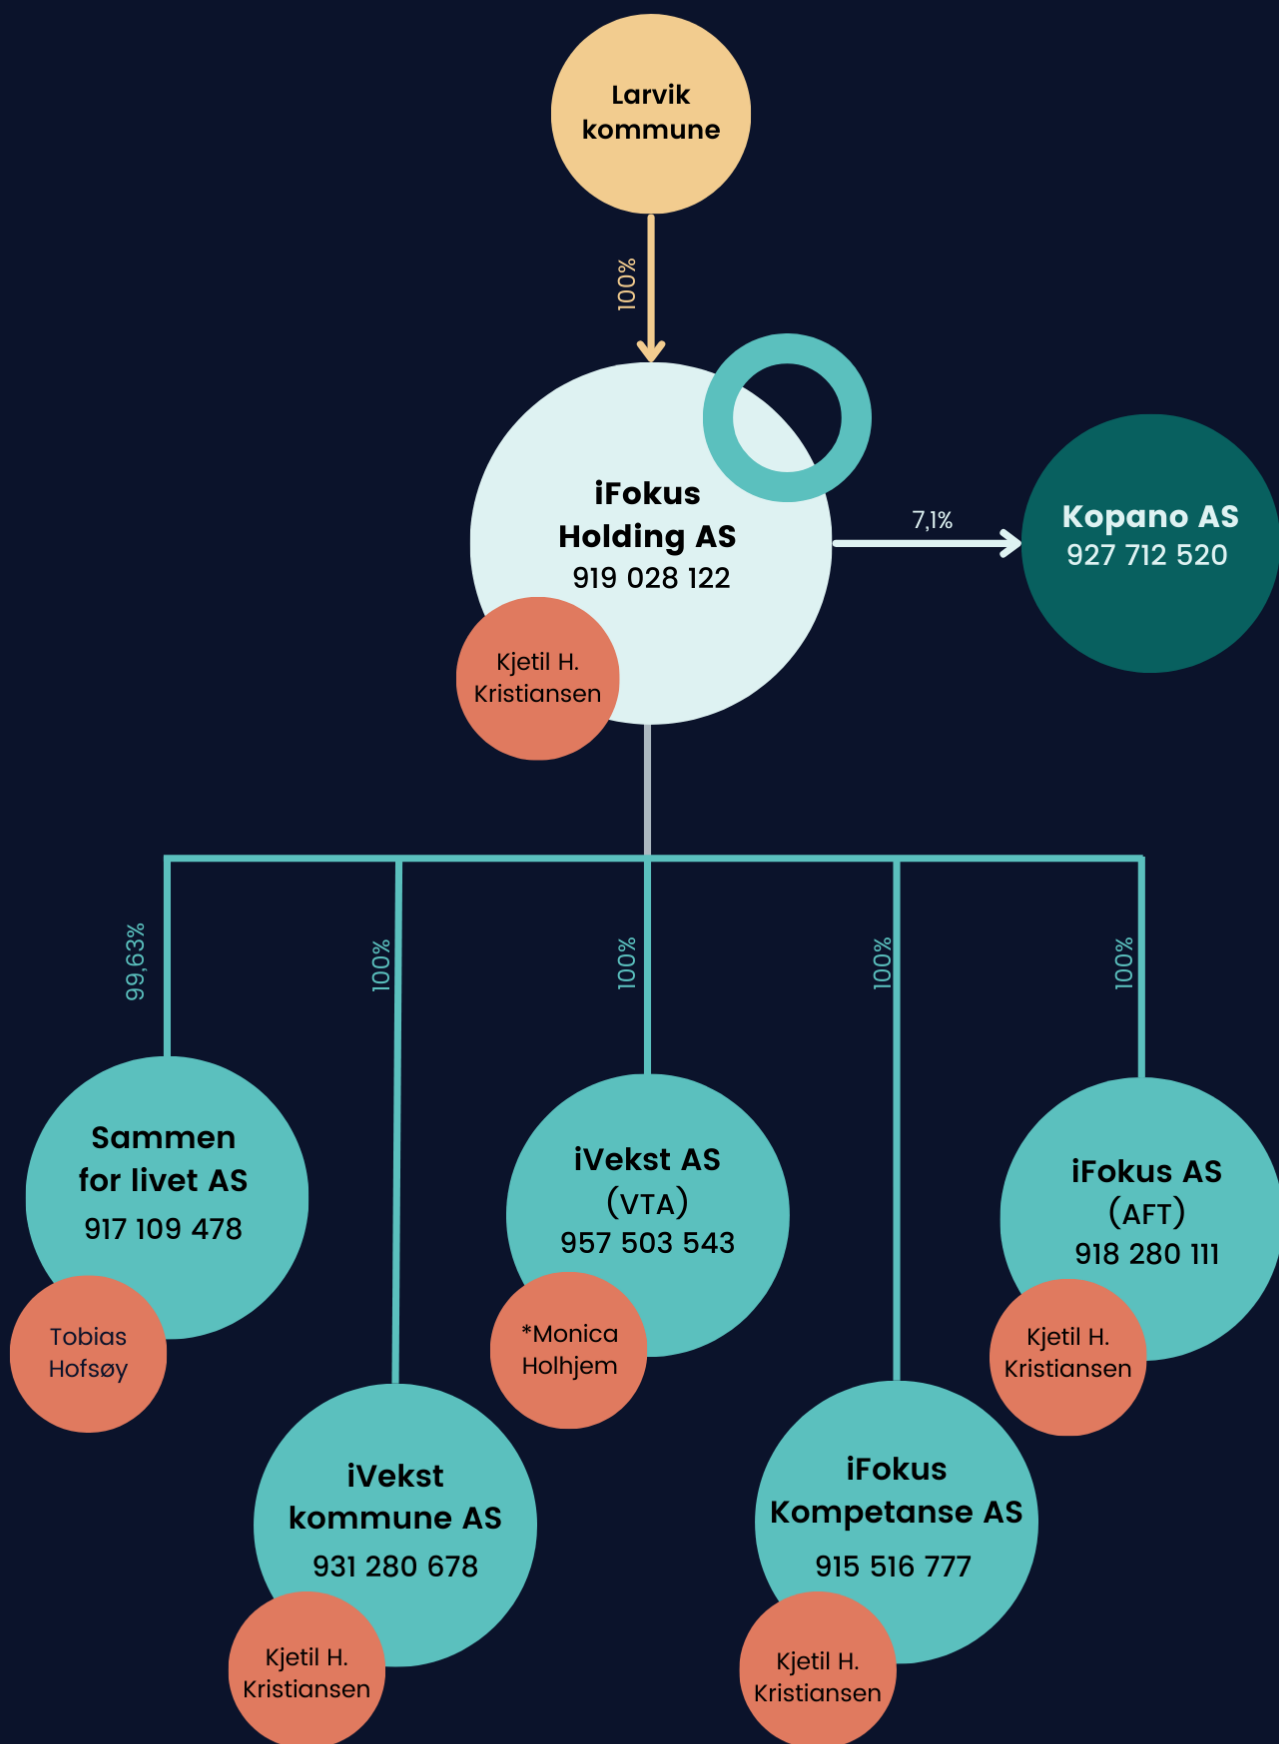 Larvik
kommune
100%
iFokus
Holding AS
919 028 122
Kjetil H.
Kristiansen
7,1%
Kopano AS
927 712 520
99,63%
100%
100%
100%
100%
Sammen
for livet AS
917 109 478
Tobias
Hofsøy
iVekst AS
(VTA)
957 503 543
*Monica
Holhjem
iFokus AS
(AFT)
918 280 111
Kjetil H.
Kristiansen
iVekst
kommune AS
931 280 678
Kjetil H.
Kristiansen
iFokus
Kompetanse AS
915 516 777
Kjetil H.
Kristiansen